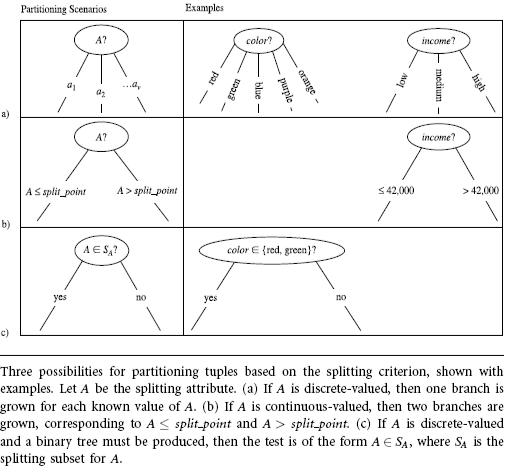 Partitioning Scenarios Examples
A? color? income?
a1 a2 ...av red green blue purple orange low medium high
a)
A? income?
A ≤ split_point A > split_point ≤ 42,000 > 42,000
b)
A ∈ SA? color ∈ {red, green}?
yes no yes no
c)
Three possibilities for partitioning tuples based on the splitting criterion, shown with
examples. Let A be the splitting attribute. (a) If A is discrete-valued, then one branch is
grown for each known value of A. (b) If A is continuous-valued, then two branches are
grown, corresponding to A ≤ split_point and A > split_point. (c) If A is discrete-valued
and a binary tree must be produced, then the test is of the form A ∈ SA, where SA is the
splitting subset for A.